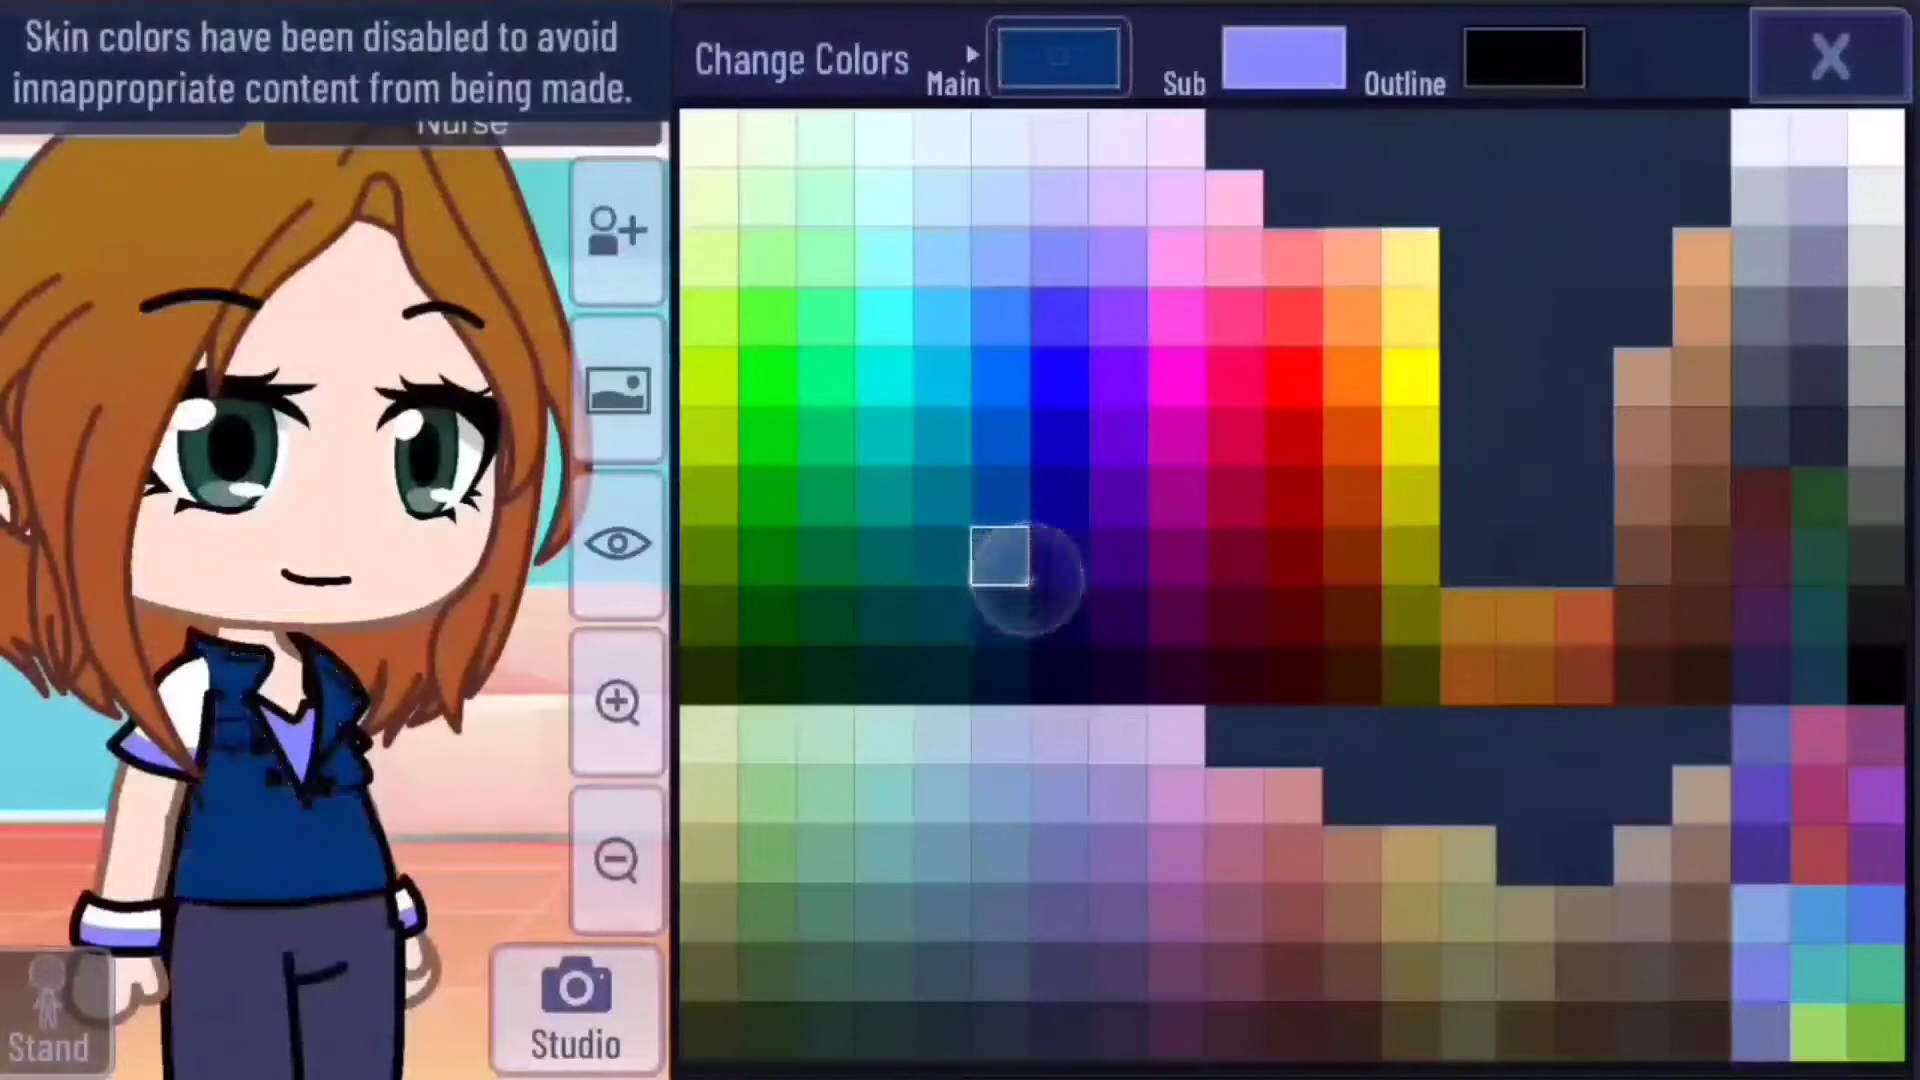 Skin colors have been disabled to avoid
innappropriate content from being made.
Nurse
Change Colors
Main
Sub
Outline
X
Stand
Studio